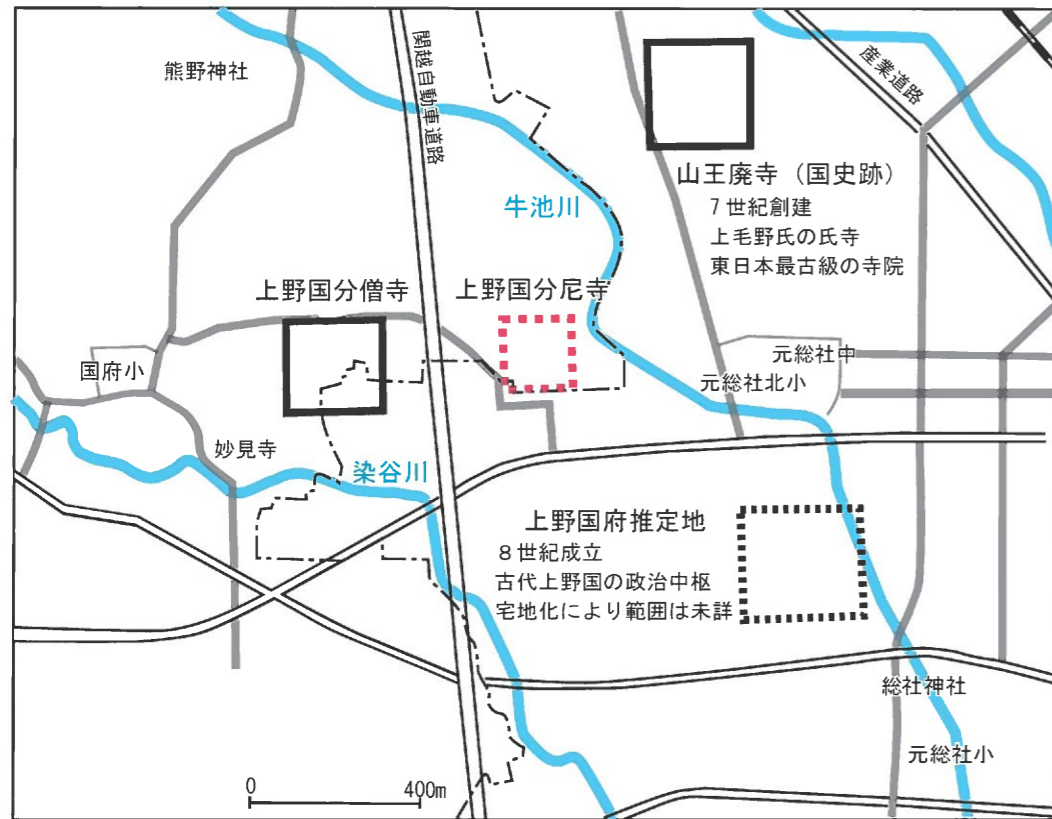 熊野神社
関越自動車道路
産業道路
山王廃寺（国史跡）
7世紀創建
上毛野氏の氏寺
東日本最古級の寺院
牛池川
上野国分僧寺
上野国分尼寺
国府小
元総社中
元総社北小
妙見寺
染谷川
上野国府推定地
8世紀成立
古代上野国の政治中枢
宅地化により範囲は未詳
総社神社
元総社小
0
400m